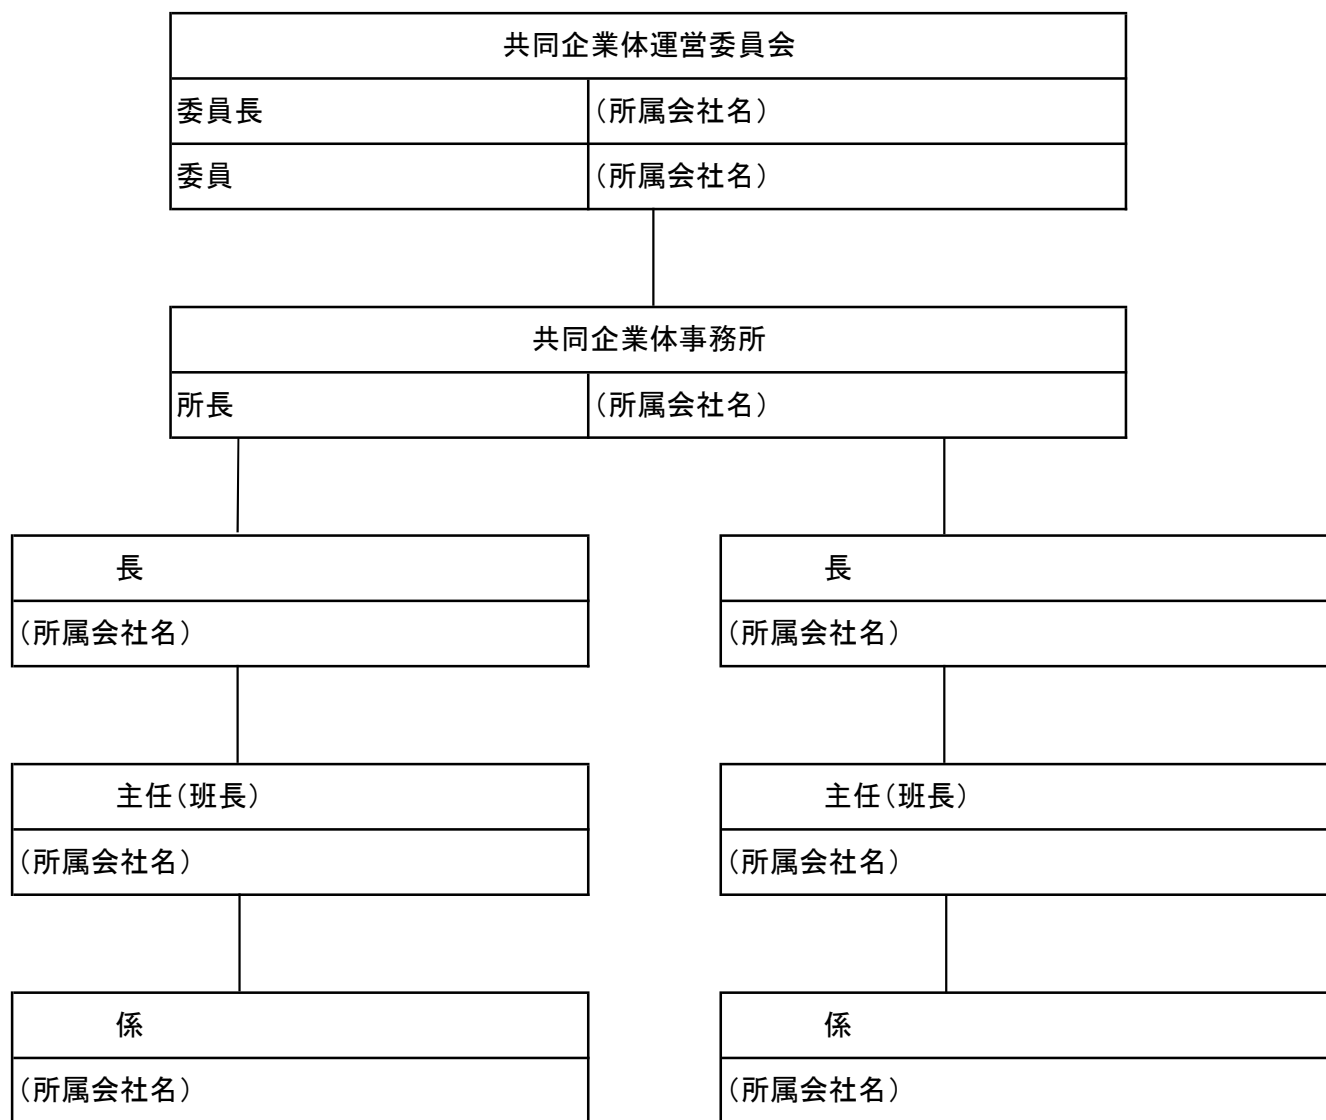 共同企業体運営委員会
委員長 （所属会社名）
委員 （所属会社名）
共同企業体事務所
所長 （所属会社名）
長 長
（所属会社名） （所属会社名）
主任（班長） 主任（班長）
（所属会社名） （所属会社名）
係 係
（所属会社名） （所属会社名）